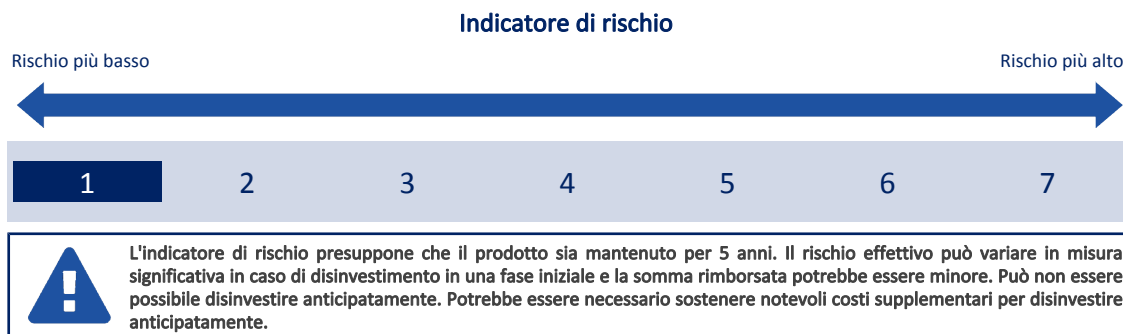 Indicatore di rischio
Rischio più basso
Rischio più alto
1 2 3 4 5 6 7
L'indicatore di rischio presuppone che il prodotto sia mantenuto per 5 anni. Il rischio effettivo può variare in misura
significativa in caso di disinvestimento in una fase iniziale e la somma rimborsata potrebbe essere minore. Può non essere
possibile disinvestire anticipatamente. Potrebbe essere necessario sostenere notevoli costi supplementari per disinvestire
anticipatamente.